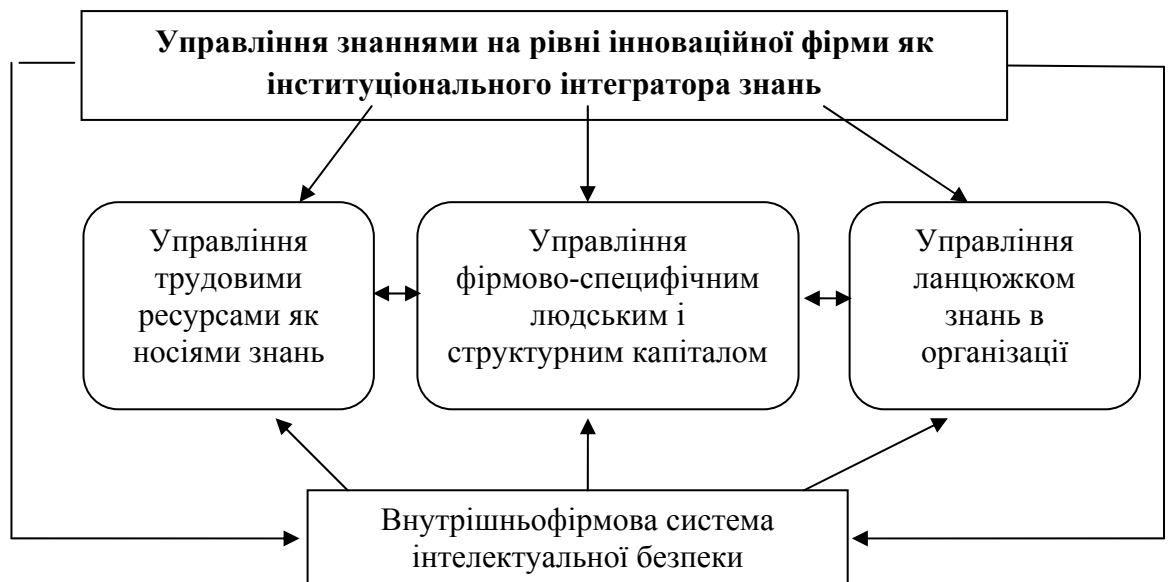 Управління знаннями на рівні інноваційної фірми як
інституціонального інтегратора знань
Управління
трудовими
ресурсами як
носіями знань
Управління
фірмово-специфічним
людським і
структурним капіталом
Управління
ланцюжком
знань в
організації
Внутрішньофірмова система
інтелектуальної безпеки